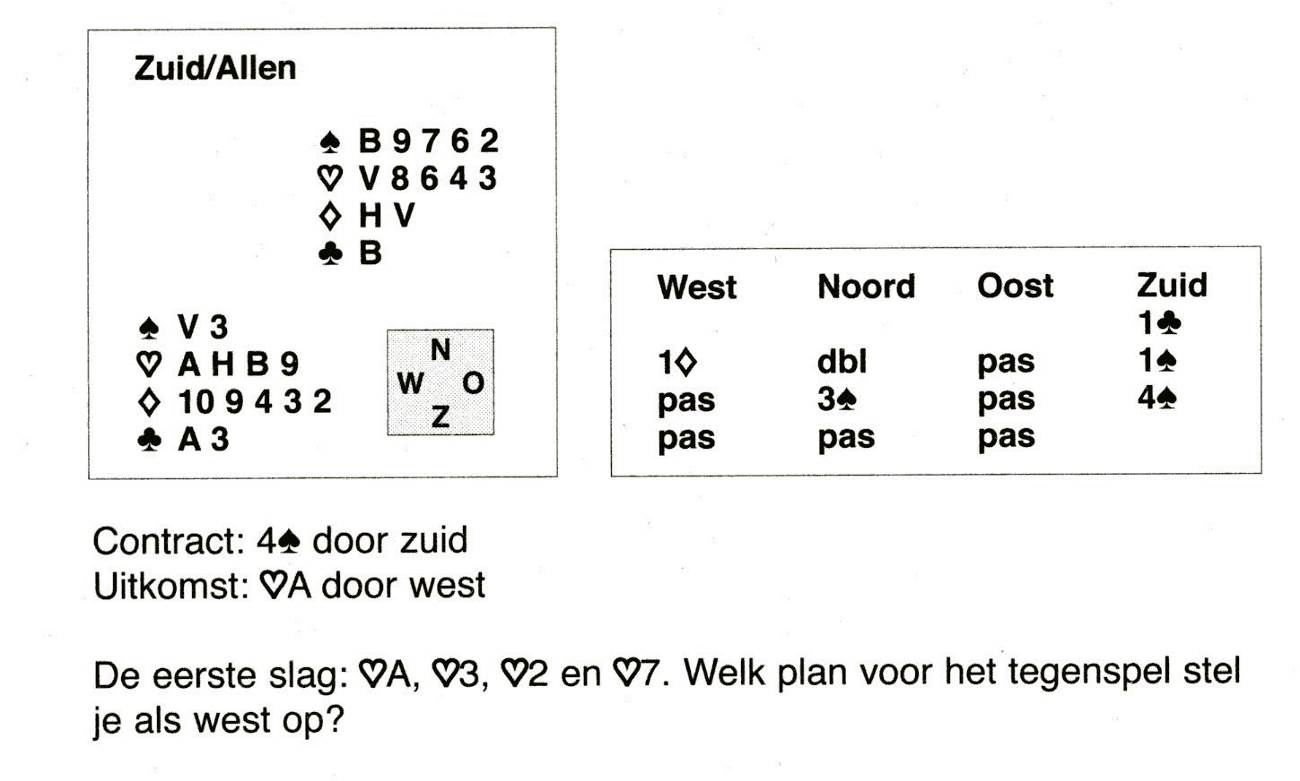 Zuid/Allen
♠ B 9 7 6 2
♡ V 8 6 4 3
◇ H V
♣ B
♠ V 3
♡ A H B 9
◇ 10 9 4 3 2
♣ A 3
N
W O
Z
West Noord Oost Zuid
1♣
1◇ dbl pas 1♠
pas 3♠ pas 4♠
pas pas pas
Contract: 4♠ door zuid
Uitkomst: ♡A door west
De eerste slag: ♡A, ♡3, ♡2 en ♡7. Welk plan voor het tegenspel stel
je als west op?